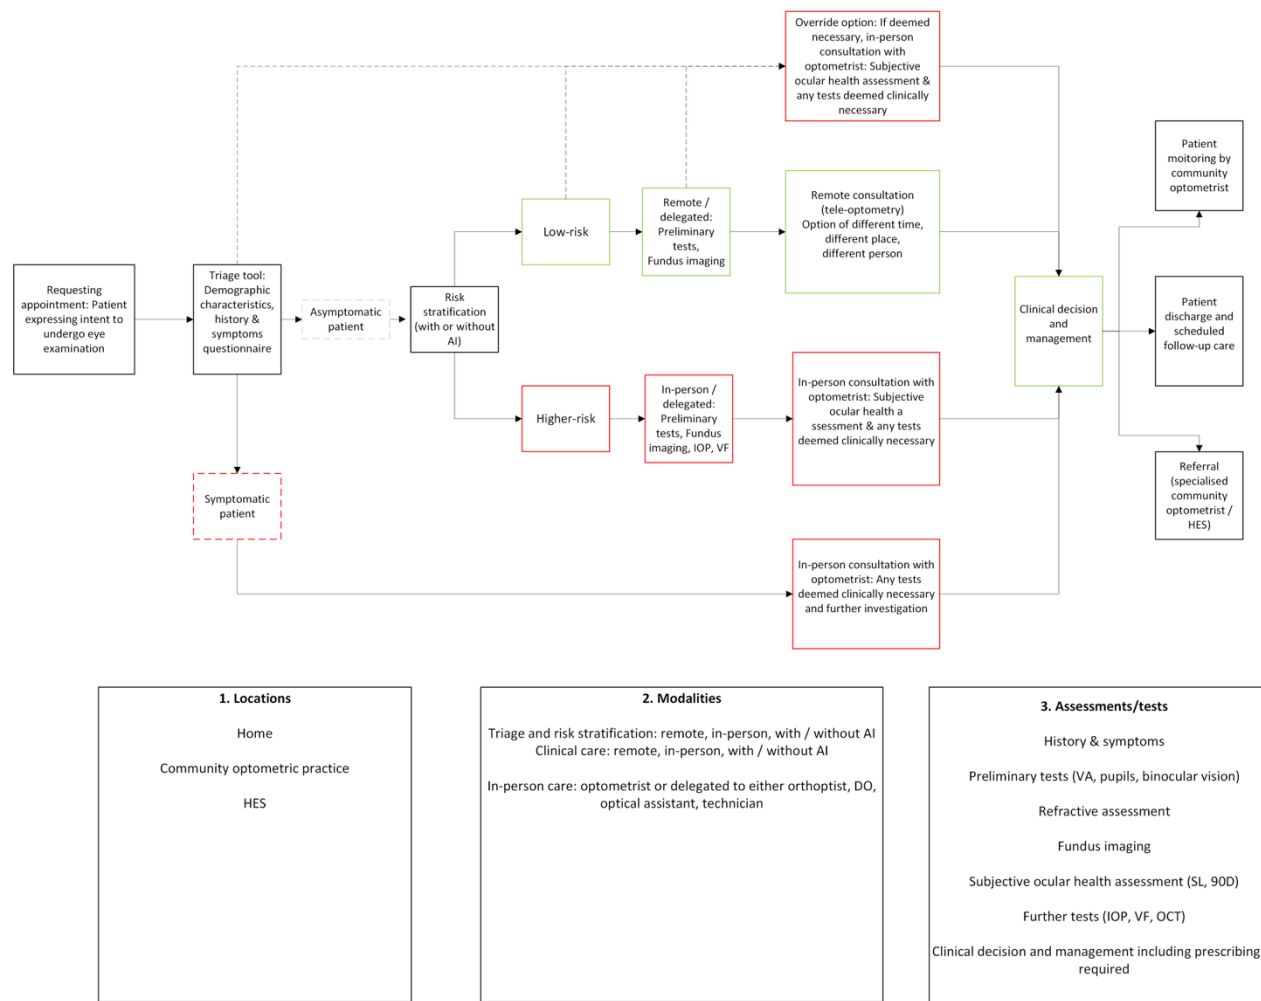 Override option: If deemed
necessary, in-person
consultation with
optometrist: Subjective
ocular health assessment &
any tests deemed clinically
necessary
Patient
moitoring by
community
optometrist
Remote /
delegated:
Preliminary
tests,
Fundus imaging
Remote consultation
(tele-optometry)
Option of different time,
different place,
different person
Low-risk
Requesting
appointment: Patient
expressing intent to
undergo eye
examination
Triage tool:
Demographic
characteristics,
history &
symptoms
questionnaire
Asymptomatic
patient
Risk
stratification
(with or without
AI)
Clinical decision
and
management
Patient
discharge and
scheduled
follow-up care
Higher-risk
In-person /
delegated:
Preliminary
tests, Fundus
imaging, IOP, VF
In-person consultation with
optometrist: Subjective
ocular health a
ssessment & any tests
deemed clinically necessary
Symptomatic
patient
Referral
(specialised
community
optometrist /
HES)
In-person consultation with
optometrist: Any tests
deemed clinically necessary
and further investigation
1. Locations
Home
Community optometric practice
HES
2. Modalities
Triage and risk stratification: remote, in-person, with / without AI
Clinical care: remote, in-person, with / without AI
In-person care: optometrist or delegated to either orthoptist, DO,
optical assistant, technician
3. Assessments/tests
History & symptoms
Preliminary tests (VA, pupils, binocular vision)
Refractive assessment
Fundus imaging
Subjective ocular health assessment (SL, 90D)
Further tests (IOP, VF, OCT)
Clinical decision and management including prescribing
required